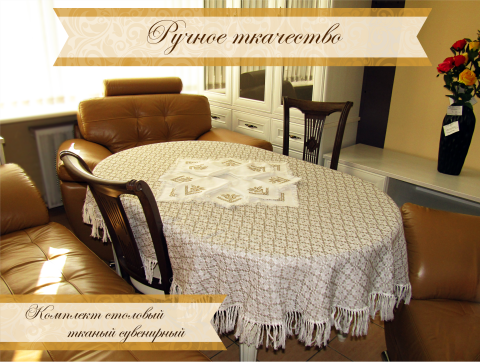 Ручное ткачество
Комплект столовый
тканый сувенирный